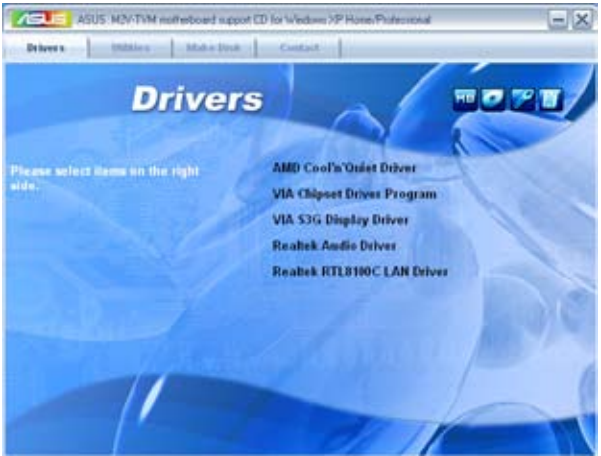 ASUS ASUS M2V-TVM motherboard support CD for Windows XP Home/Professional
Drivers Utilities Make Disk Contact
Drivers
MB
Please select items on the right
side.
AMD Cool'n'Quiet Driver
VIA Chipset Driver Program
VIA S3G Display Driver
Realtek Audio Driver
Realtek RTL8100C LAN Driver